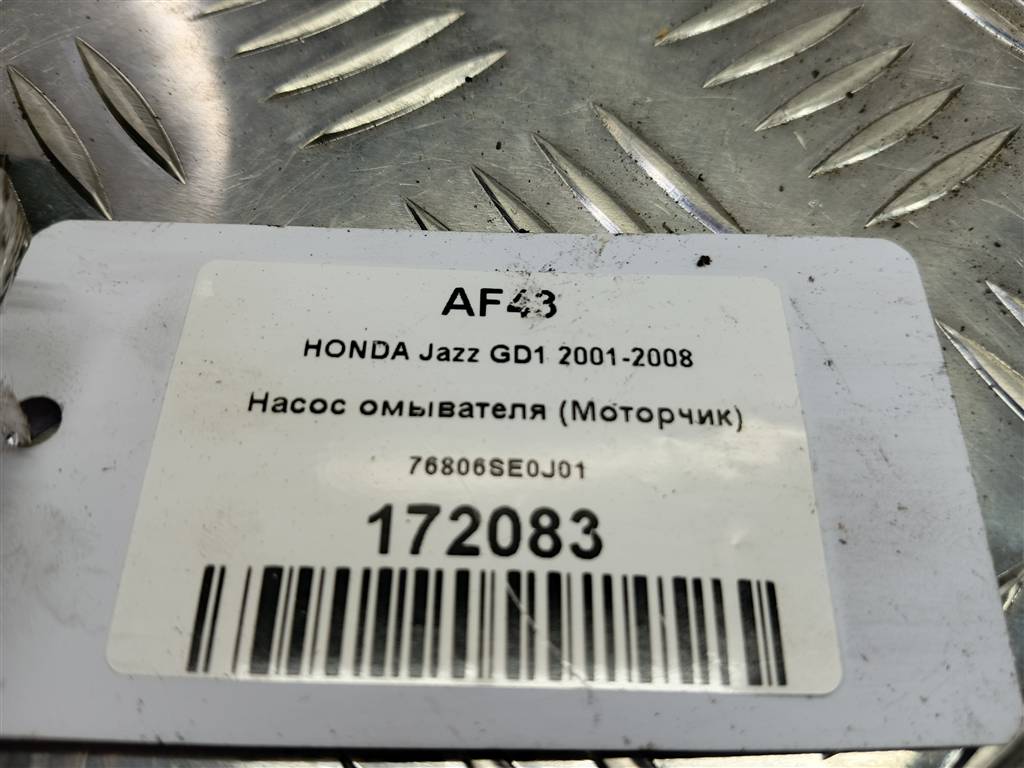 AF43
HONDA Jazz GD1 2001-2008
Насос омывателя (Моторчик)
76806SE0J01
172083